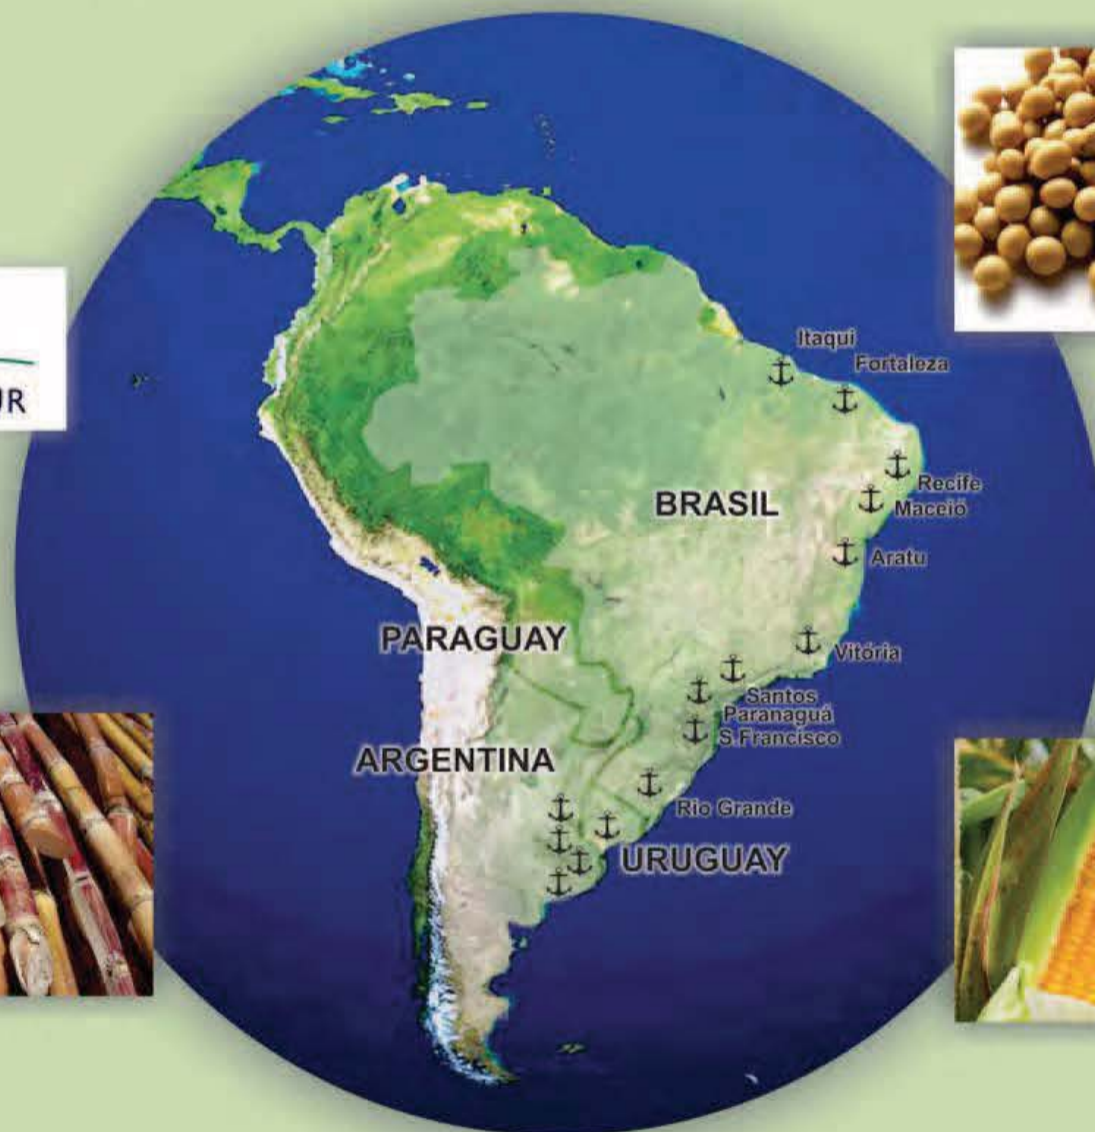 Itaqui
Fortaleza
UR
Recife
BRASIL
Maceió
Aratu
PARAGUAY
Vitória
Santos
Paranaguá
S.Francisco
ARGENTINA
Rio Grande
URUGUAY